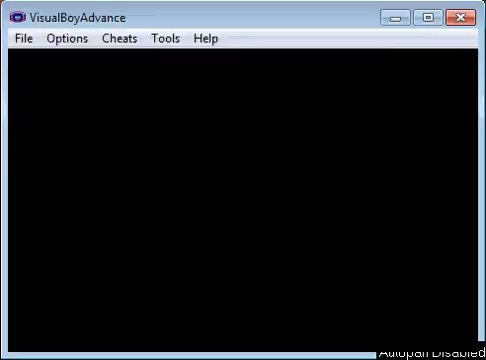 VisualBoyAdvance
File Options Cheats Tools Help
Autopan Disabled